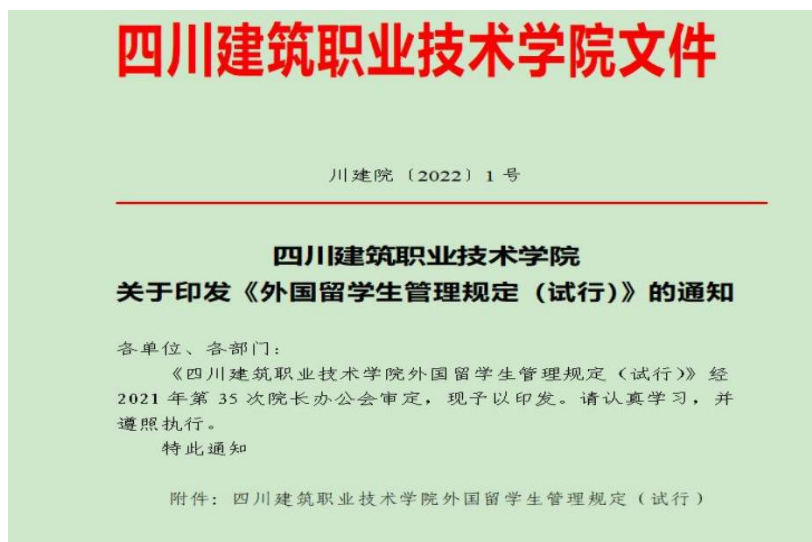 四川建筑职业技术学院文件
川建院〔2022〕1 号
四川建筑职业技术学院
关于印发《外国留学生管理规定（试行）》的通知
各单位、各部门：
《四川建筑职业技术学院外国留学生管理规定（试行）》经
2021 年第 35 次院长办公会审定，现予以印发。请认真学习，并
遵照执行。
特此通知
附件：四川建筑职业技术学院外国留学生管理规定（试行）